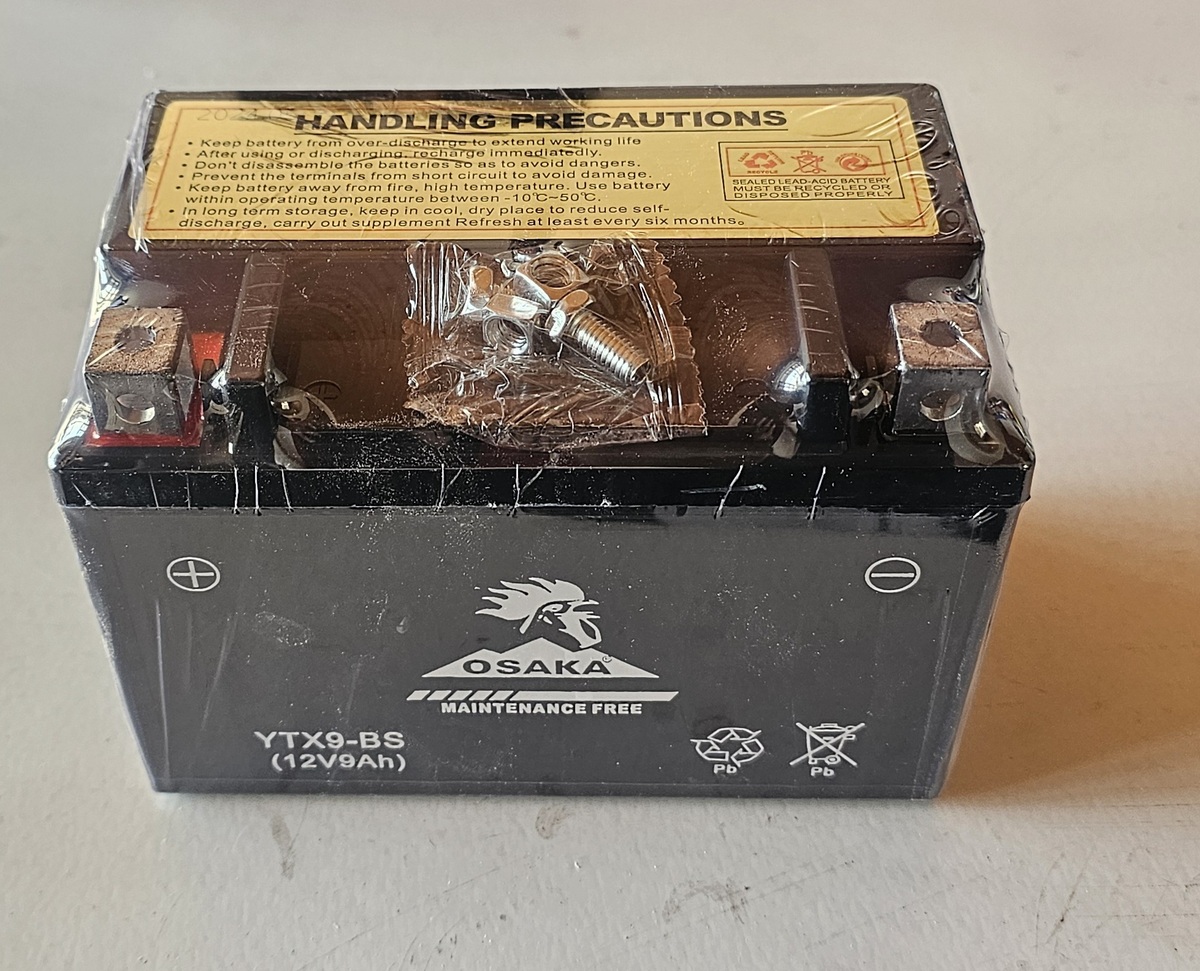 HANDLING PRECAUTIONS
• Keep battery from over-discharge to extend working life
• After using or discharging, recharge immediately.
• Don't disassemble the batteries so as to avoid dangers.
• Prevent the terminals from short circuit to avoid damage.
• Keep battery away from fire, high temperature. Use battery
within operating temperature between -10℃~50℃.
• In long term storage, keep in cool, dry place to reduce self-
discharge, carry out supplement Refresh at least every six months。
RECYCLE
SEALED LEAD-ACID BATTERY
MUST BE RECYCLED OR
DISPOSED PROPERLY
OSAKA
MAINTENANCE FREE
YTX9-BS
(12V9Ah)
Pb
Pb